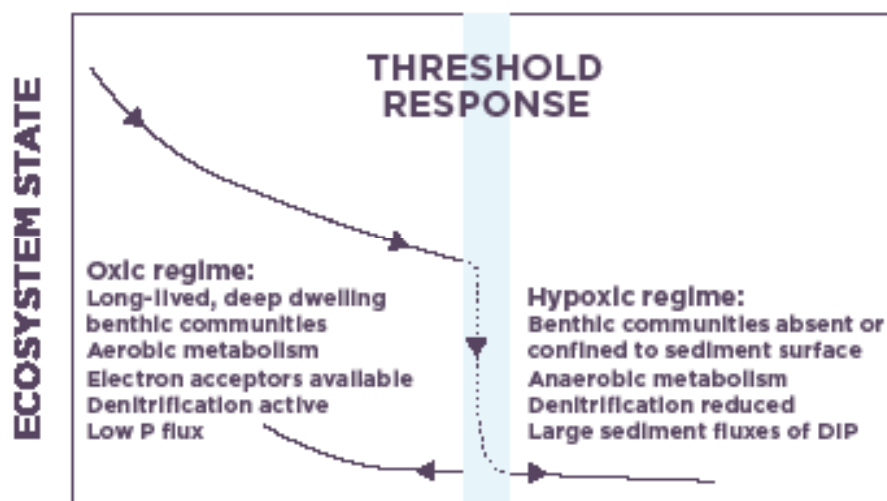 ECOSYSTEM STATE
THRESHOLD
RESPONSE
Oxic regime:
Long-lived, deep dwelling
benthic communities
Aerobic metabolism
Electron acceptors available
Denitrification active
Low P flux
Hypoxic regime:
Benthic communities absent or
confined to sediment surface
Anaerobic metabolism
Denitrification reduced
Large sediment fluxes of DIP